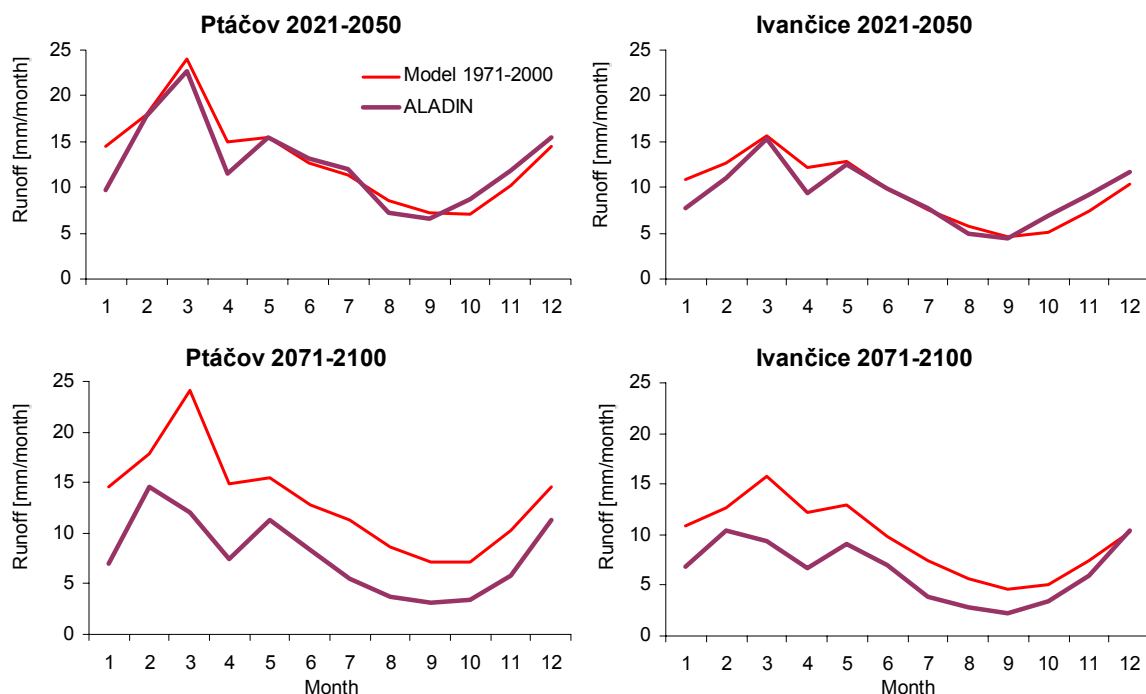 Ptáčov 2021-2050
Runoff [mm/month]
25
20
15
10
5
0
Model 1971-2000
ALADIN
1 2 3 4 5 6 7 8 9 10 11 12
Ivančice 2021-2050
Runoff [mm/month]
25
20
15
10
5
0
1 2 3 4 5 6 7 8 9 10 11 12
Ptáčov 2071-2100
Runoff [mm/month]
25
20
15
10
5
0
1 2 3 4 5 6 7 8 9 10 11 12
Month
Ivančice 2071-2100
Runoff [mm/month]
25
20
15
10
5
0
1 2 3 4 5 6 7 8 9 10 11 12
Month